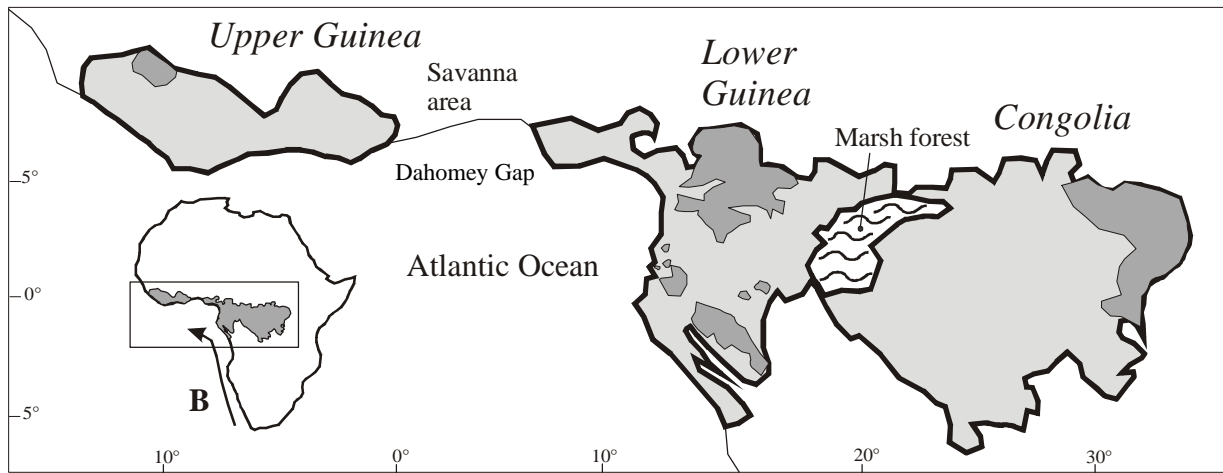 Upper Guinea
Savanna
area
Lower
Guinea
Congolia
Marsh forest
Dahomey Gap
5°
Atlantic Ocean
0°
B
5°
10°
0°
10°
20°
30°